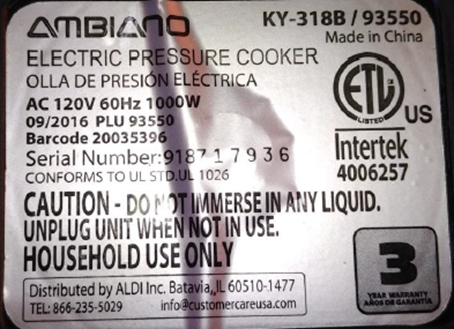 AMBIANO
KY-318B / 93550
Made in China
ELECTRIC PRESSURE COOKER
OLLA DE PRESIÓN ELÉCTRICA
AC 120V 60Hz 1000W
09/2016 PLU 93550
Barcode 20035396
Serial Number: 918717936
CONFORMS TO UL STD.UL 1026
ETL
LISTED
US
Intertek
4006257
CAUTION - DO NOT IMMERSE IN ANY LIQUID.
UNPLUG UNIT WHEN NOT IN USE.
HOUSEHOLD USE ONLY
Distributed by ALDI Inc. Batavia,,IL 60510-1477
TEL: 866-235-5029 info@customercareusa.com
3
YEAR WARRANTY
AÑOS DE GARANTÍA